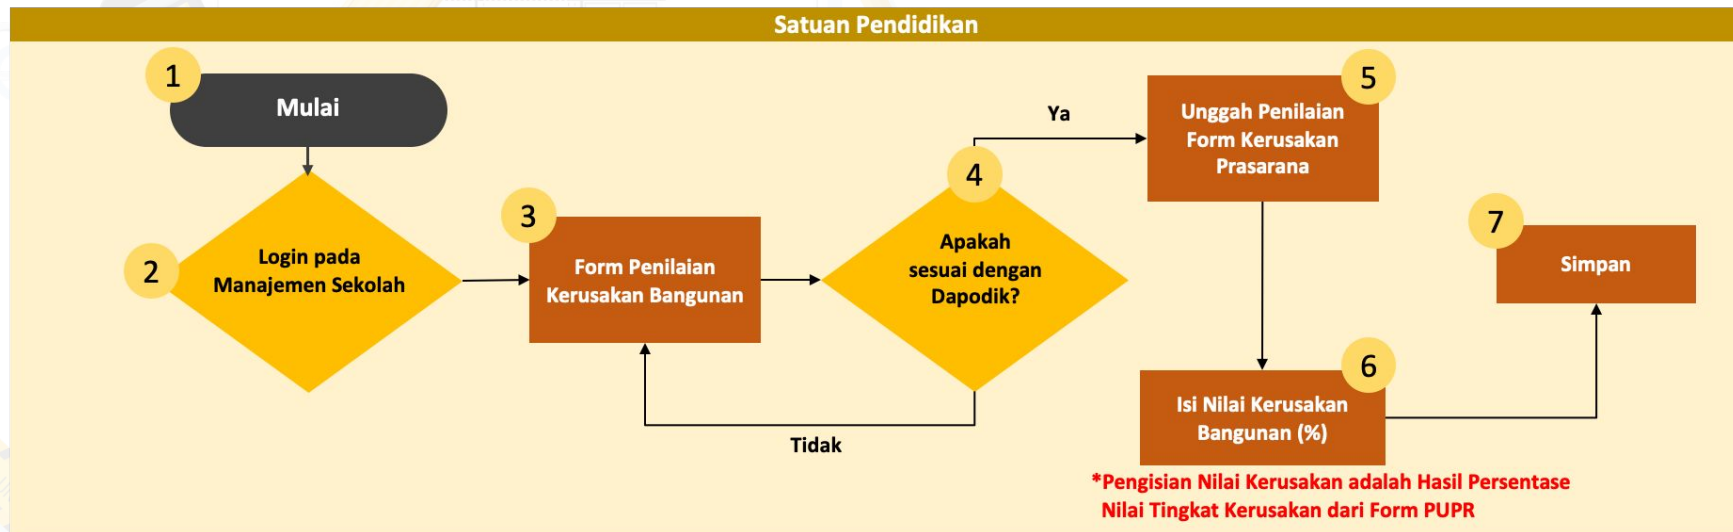 Satuan Pendidikan
1
Mulai
2
Login pada
Manajemen Sekolah
3
Form Penilaian
Kerusakan Bangunan
4
Apakah
sesuai dengan
Dapodik?
Ya
Tidak
5
Unggah Penilaian
Form Kerusakan
Prasarana
6
Isi Nilai Kerusakan
Bangunan (%)
*Pengisian Nilai Kerusakan adalah Hasil Persentase
Nilai Tingkat Kerusakan dari Form PUPR
7
Simpan